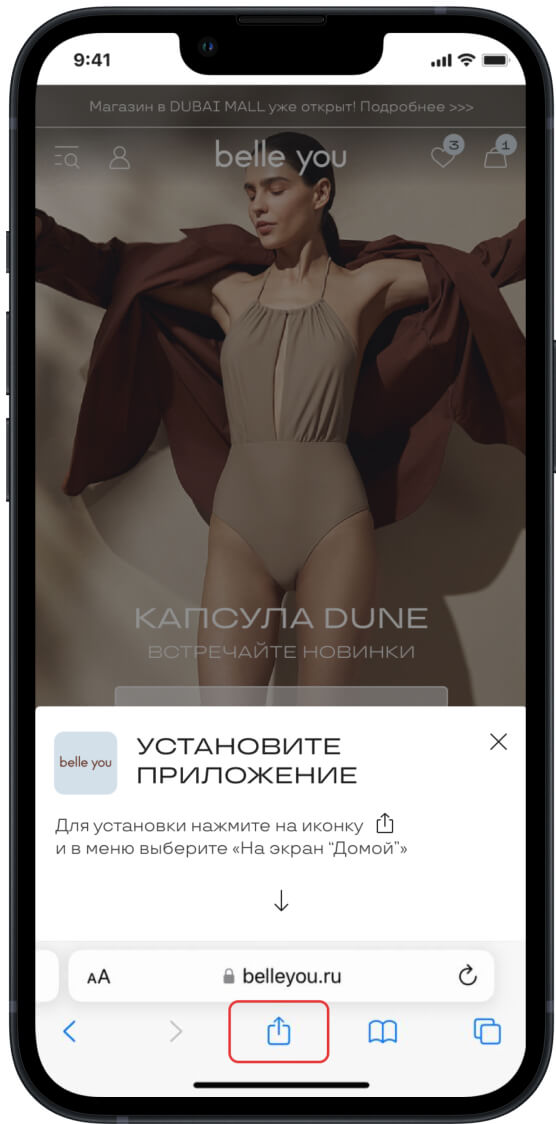 9:41
Магазин в DUBAI MALL уже открыт! Подробнее >>>
belle you
3
1
КАПСУЛА DUNE
ВСТРЕЧАЙТЕ НОВИНКИ
belle you
УСТАНОВИТЕ
ПРИЛОЖЕНИЕ
Для установки нажмите на иконку
и в меню выберите «На экран “Домой”»
AA
belleyou.ru